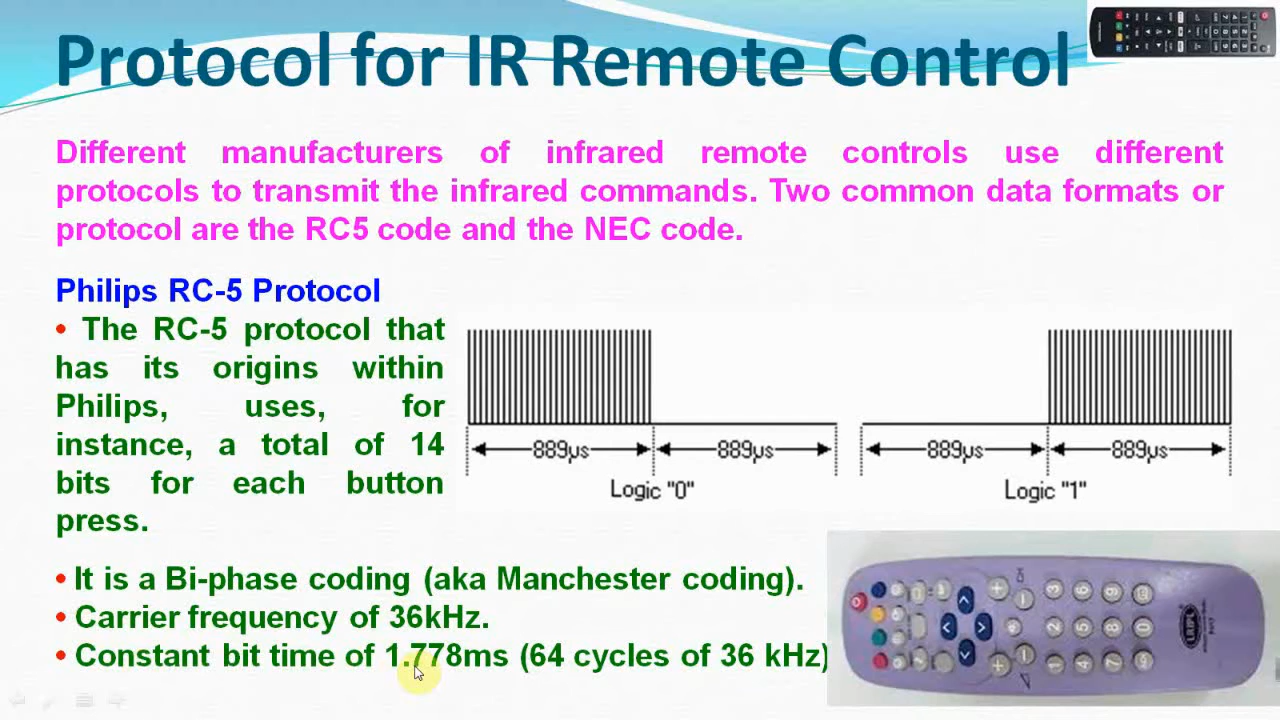 Protocol for IR Remote Control
Different manufacturers of infrared remote controls use different
protocols to transmit the infrared commands. Two common data formats or
protocol are the RC5 code and the NEC code.
Philips RC-5 Protocol
• The RC-5 protocol that
has its origins within
Philips, uses, for
instance, a total of 14
bits for each button
press.
889µs 889µs 889µs 889µs
Logic "0" Logic "1"
• It is a Bi-phase coding (aka Manchester coding).
• Carrier frequency of 36kHz.
• Constant bit time of 1.778ms (64 cycles of 36 kHz)